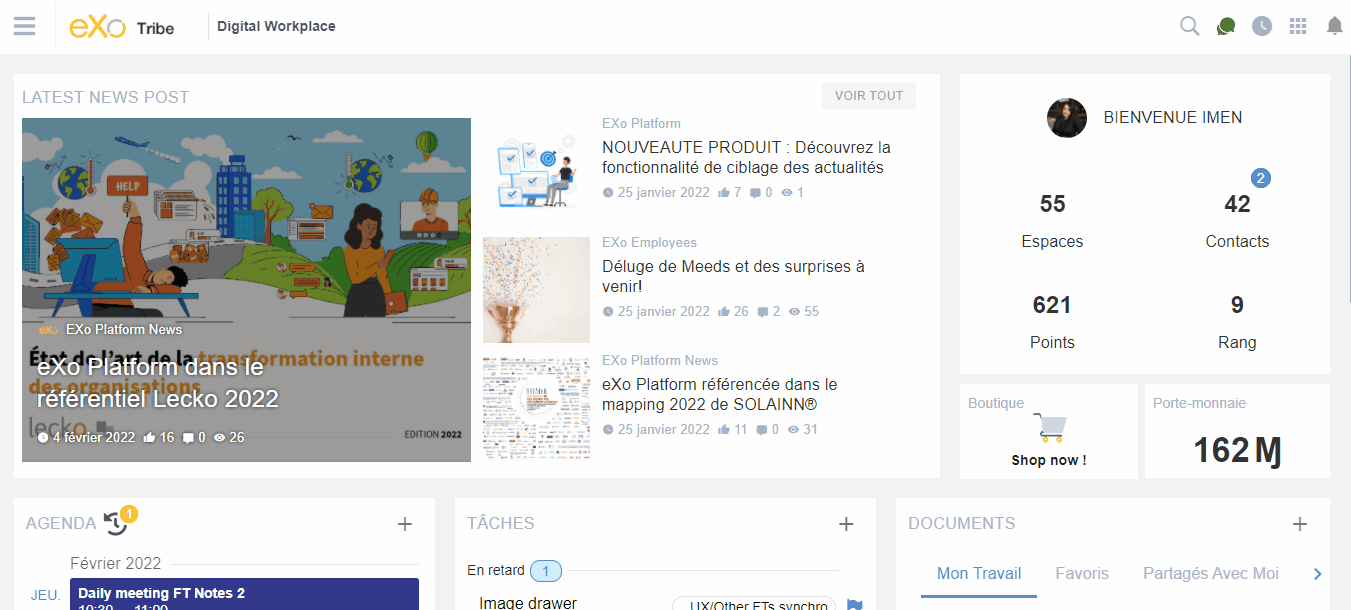 eXo Tribe
Digital Workplace
LATEST NEWS POST
VOIR TOUT
HELP
eXo EXo Platform News
État de l'art de la transformation interne
des organisations
eXo Platform dans le
référentiel Lecko 2022
lecko
4 février 2022 16 0 26
EDITION 2022
EXo Platform
NOUVEAUTE PRODUIT : Découvrez la
fonctionnalité de ciblage des actualités
25 janvier 2022 7 0 1
EXo Employees
Déluge de Meeds et des surprises à
venir!
25 janvier 2022 26 2 55
EXo Platform News
eXo Platform référencée dans le
mapping 2022 de SOLAINN®
25 janvier 2022 11 0 31
BIENVENUE IMEN
2
55
42
Espaces
Contacts
621
9
Points
Rang
Boutique
Shop now !
Porte-monnaie
162
AGENDA 1
Février 2022
JEU.
Daily meeting FT Notes 2
10:30 11:00
TÂCHES
En retard 1
Image drawer
UX/Other FTs synchro
DOCUMENTS
Mon Travail
Favoris
Partagés Avec Moi